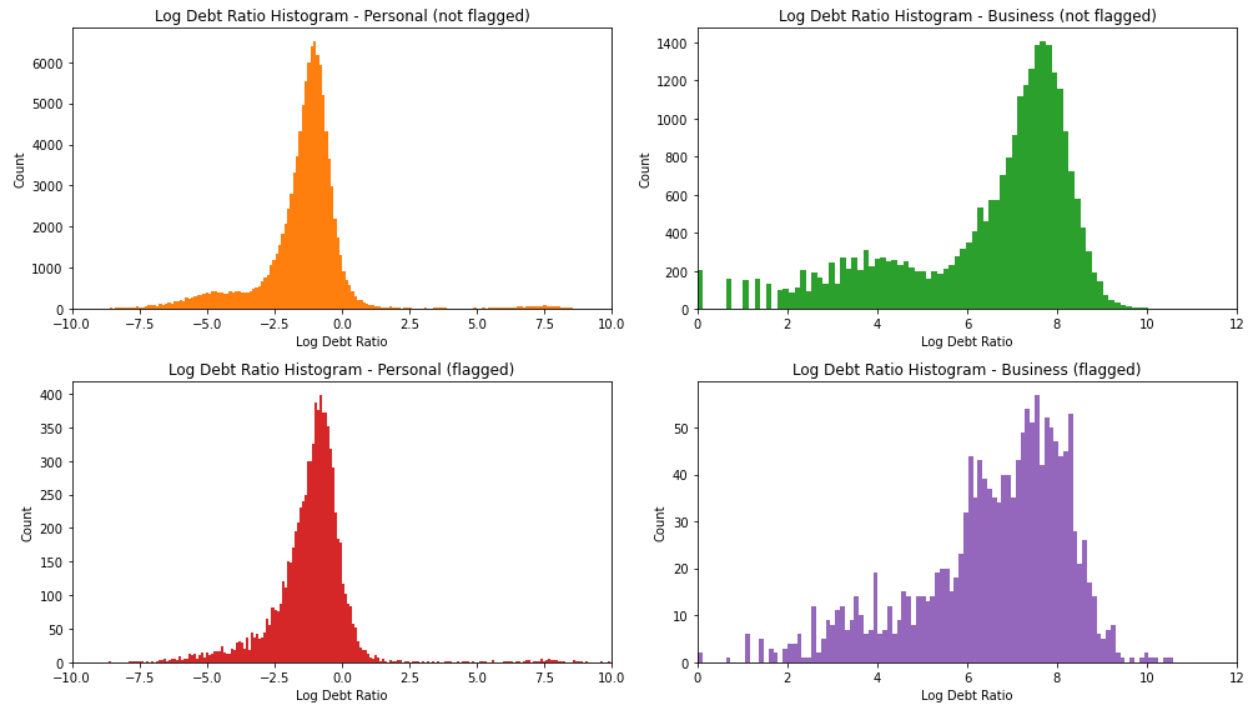 Log Debt Ratio Histogram - Personal (not flagged)
Count
6000
5000
4000
3000
2000
1000
0
−10.0 −7.5 −5.0 −2.5 0.0 2.5 5.0 7.5 10.0
Log Debt Ratio
Log Debt Ratio Histogram - Business (not flagged)
Count
1400
1200
1000
800
600
400
200
0
0 2 4 6 8 10 12
Log Debt Ratio
Log Debt Ratio Histogram - Personal (flagged)
Count
400
350
300
250
200
150
100
50
0
−10.0 −7.5 −5.0 −2.5 0.0 2.5 5.0 7.5 10.0
Log Debt Ratio
Log Debt Ratio Histogram - Business (flagged)
Count
50
40
30
20
10
0
0 2 4 6 8 10 12
Log Debt Ratio